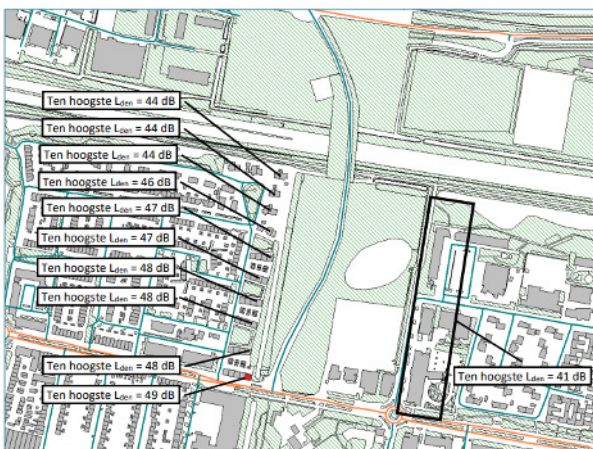 Ten hoogste Lden = 44 dB
Ten hoogste Lden = 44 dB
Ten hoogste Lden = 44 dB
Ten hoogste Lden = 46 dB
Ten hoogste Lden = 47 dB
Ten hoogste Lden = 47 dB
Ten hoogste Lden = 48 dB
Ten hoogste Lden = 48 dB
Ten hoogste Lden = 48 dB
Ten hoogste Lden = 41 dB
Ten hoogste Lden = 49 dB